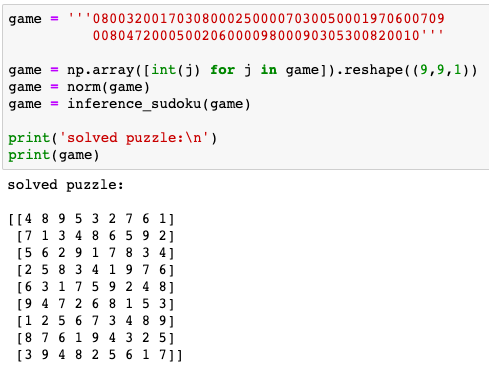 game = '''080032001703080002500007030050001970600709
008047200050020600009800090305300820010'''
game = np.array([int(j) for j in game]).reshape((9,9,1))
game = norm(game)
game = inference_sudoku(game)
print('solved puzzle:\n')
print(game)
solved puzzle:
[[4 8 9 5 3 2 7 6 1]
[7 1 3 4 8 6 5 9 2]
[5 6 2 9 1 7 8 3 4]
[2 5 8 3 4 1 9 7 6]
[6 3 1 7 5 9 2 4 8]
[9 4 7 2 6 8 1 5 3]
[1 2 5 6 7 3 4 8 9]
[8 7 6 1 9 4 3 2 5]
[3 9 4 8 2 5 6 1 7]]